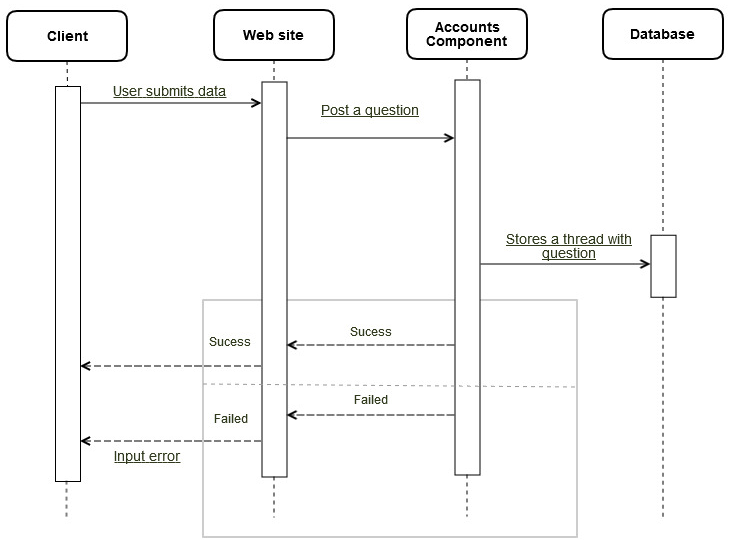 Client
Web site
Accounts
Component
Database
User submits data
Post a question
Stores a thread with
question
Sucess
Sucess
Failed
Failed
Input error